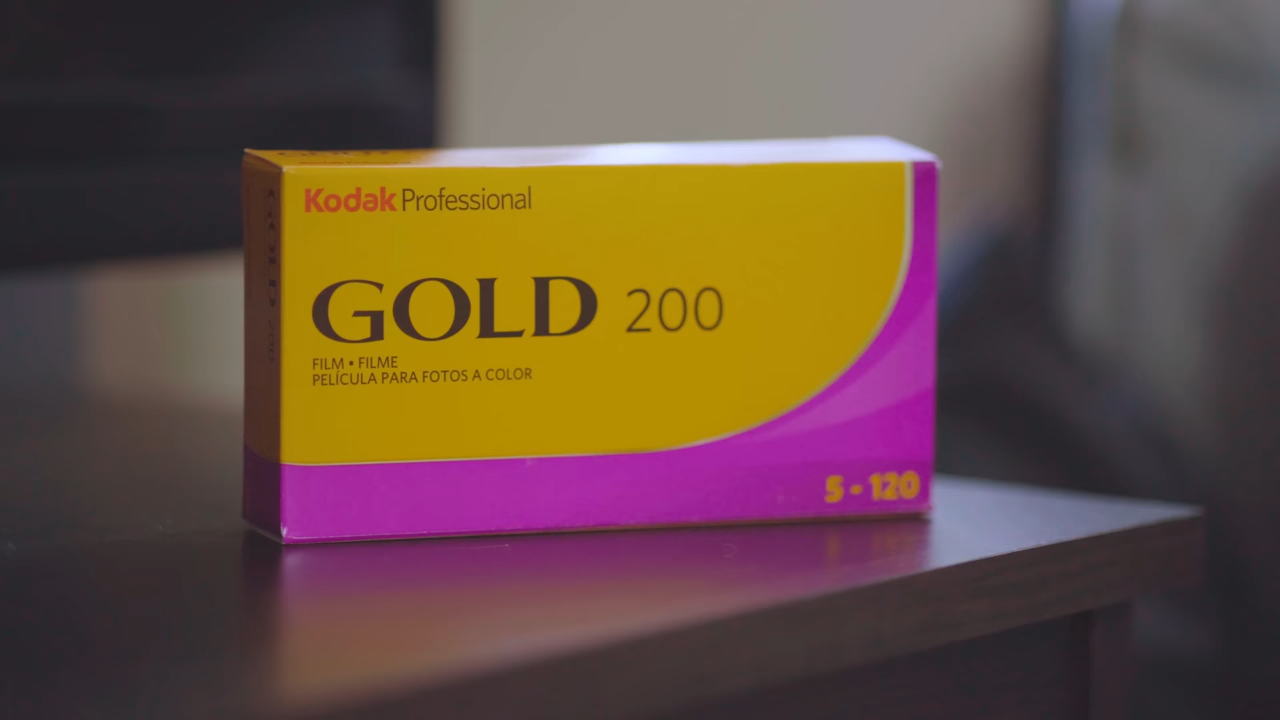 Kodak Professional
GOLD 200
FILM • FILME
PELÍCULA PARA FOTOS A COLOR
5 - 120